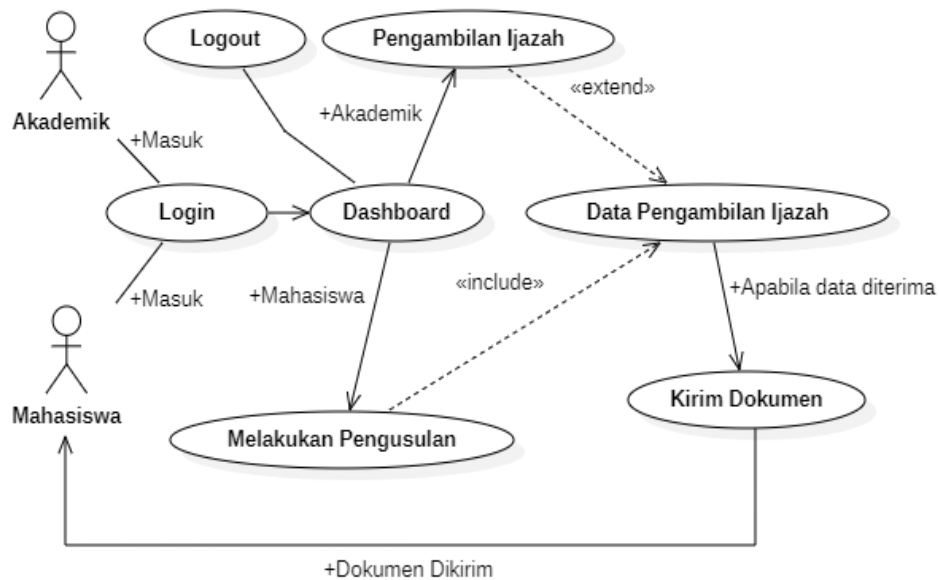 Logout
Pengambilan Ijazah
«extend»
+Akademik
Akademik
+Masuk
Login
Dashboard
Data Pengambilan Ijazah
+Masuk
+Mahasiswa
«include»
+Apabila data diterima
Mahasiswa
Melakukan Pengusulan
Kirim Dokumen
+Dokumen Dikirim